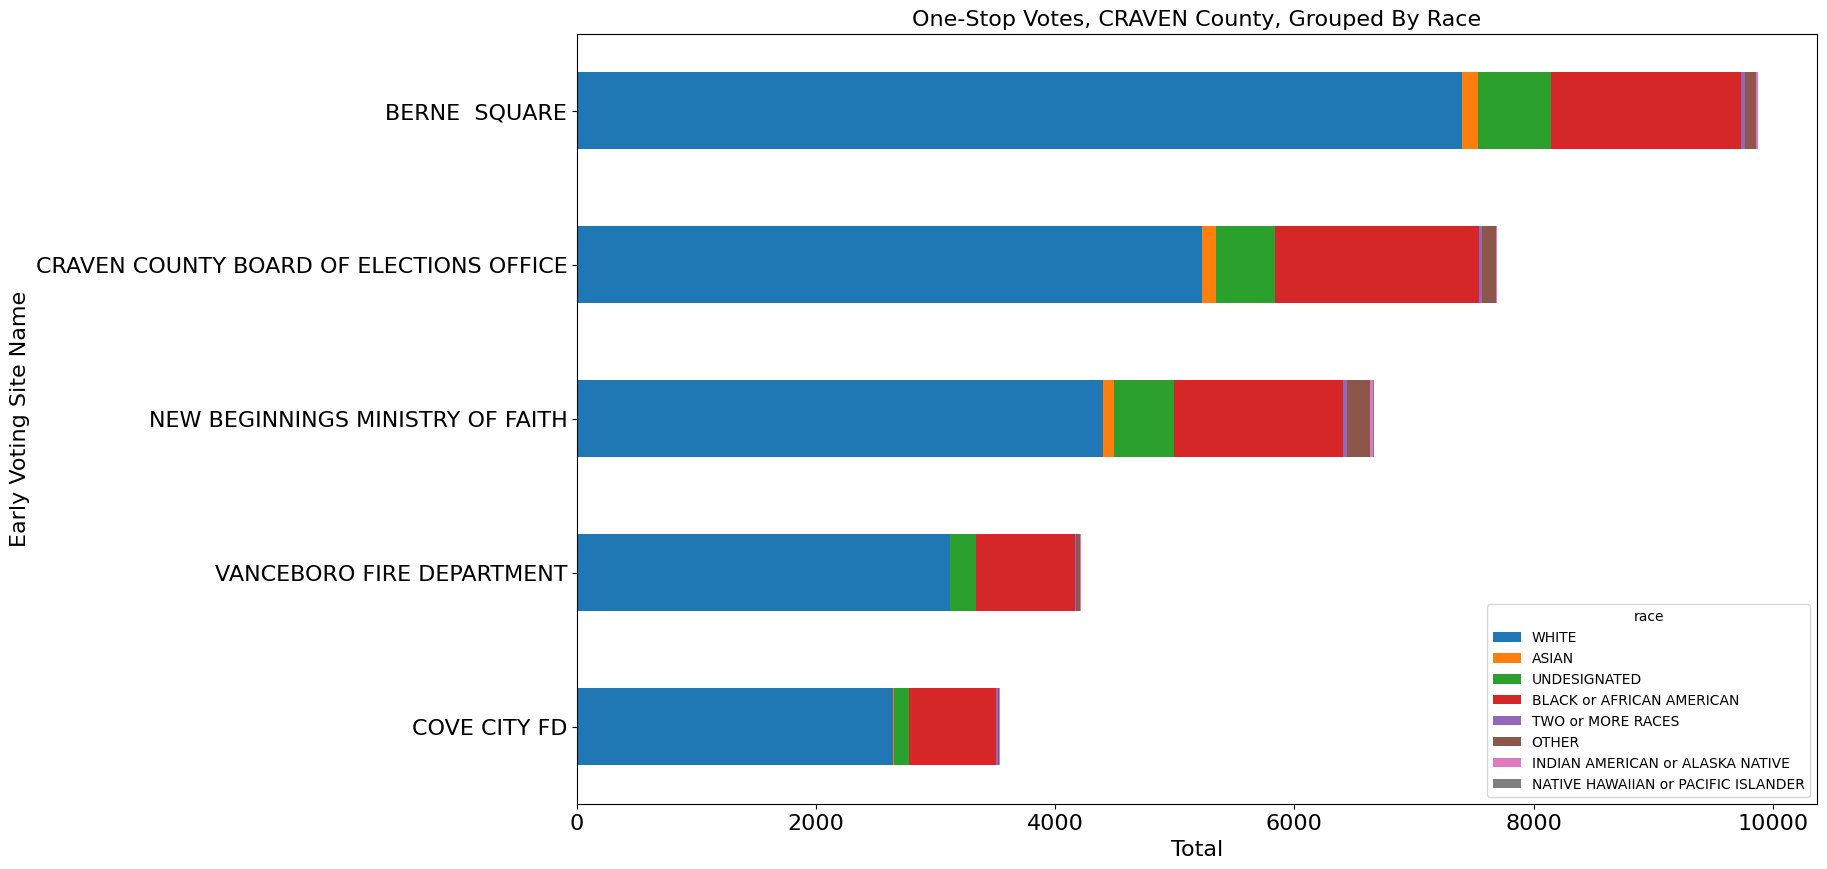 One-Stop Votes, CRAVEN County, Grouped By Race
Early Voting Site Name
BERNE  SQUARE
CRAVEN COUNTY BOARD OF ELECTIONS OFFICE
NEW BEGINNINGS MINISTRY OF FAITH
VANCEBORO FIRE DEPARTMENT
COVE CITY FD
race
WHITE
ASIAN
UNDESIGNATED
BLACK or AFRICAN AMERICAN
TWO or MORE RACES
OTHER
INDIAN AMERICAN or ALASKA NATIVE
NATIVE HAWAIIAN or PACIFIC ISLANDER
0 2000 4000 6000 8000 10000
Total